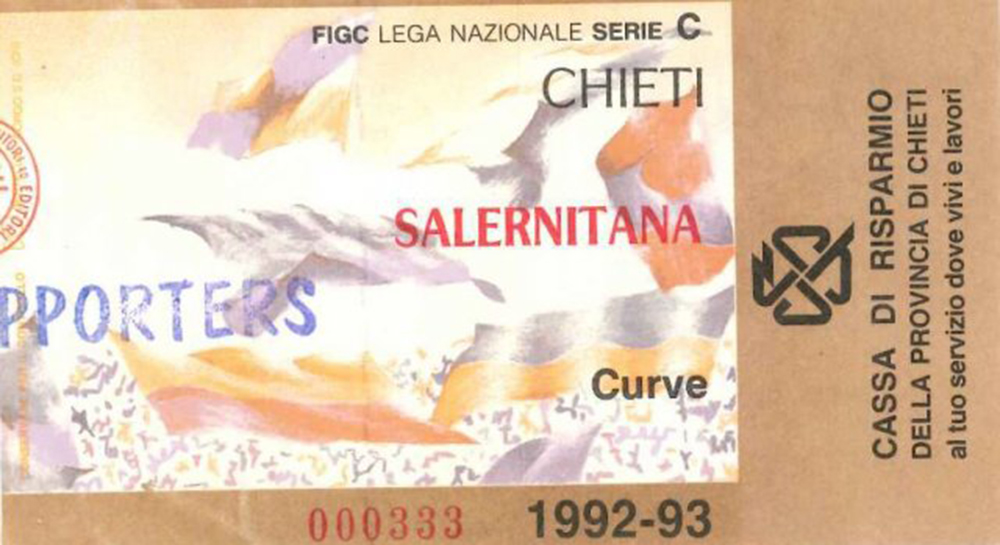 FIGC LEGA NAZIONALE SERIE C
CHIETI
SALERNITANA
PPORTERS
Curve
000333 1992-93
CASSA DI RISPARMIO
DELLA PROVINCIA DI CHIETI
al tuo servizio dove vivi e lavori
EDITORI